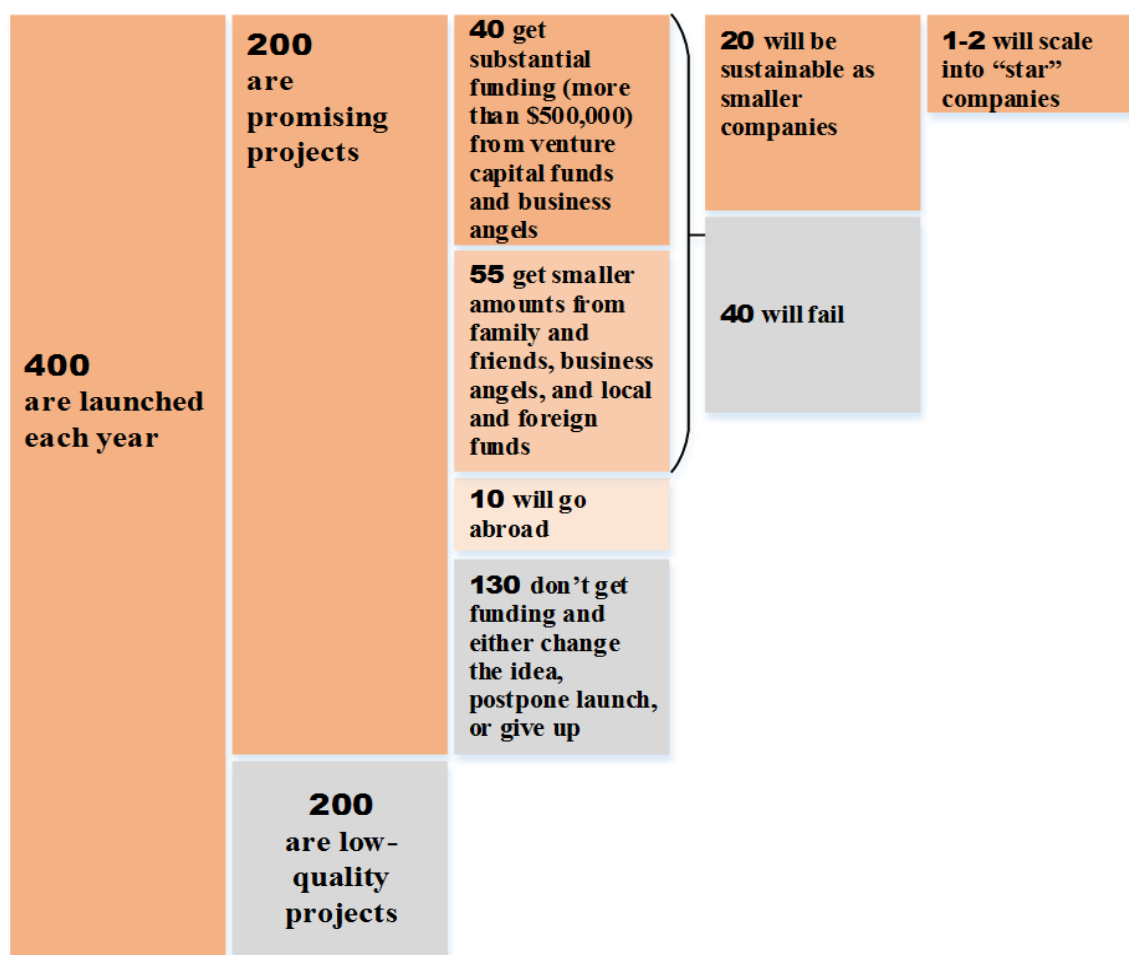 400
are launched
each year
200
are
promising
projects
200
are low-
quality
projects
40 get
substantial
funding (more
than $500,000)
from venture
capital funds
and business
angels
55 get smaller
amounts from
family and
friends, business
angels, and local
and foreign
funds
10 will go
abroad
130 don’t get
funding and
either change
the idea,
postpone launch,
or give up
20 will be
sustainable as
smaller
companies
40 will fail
1-2 will scale
into “star”
companies